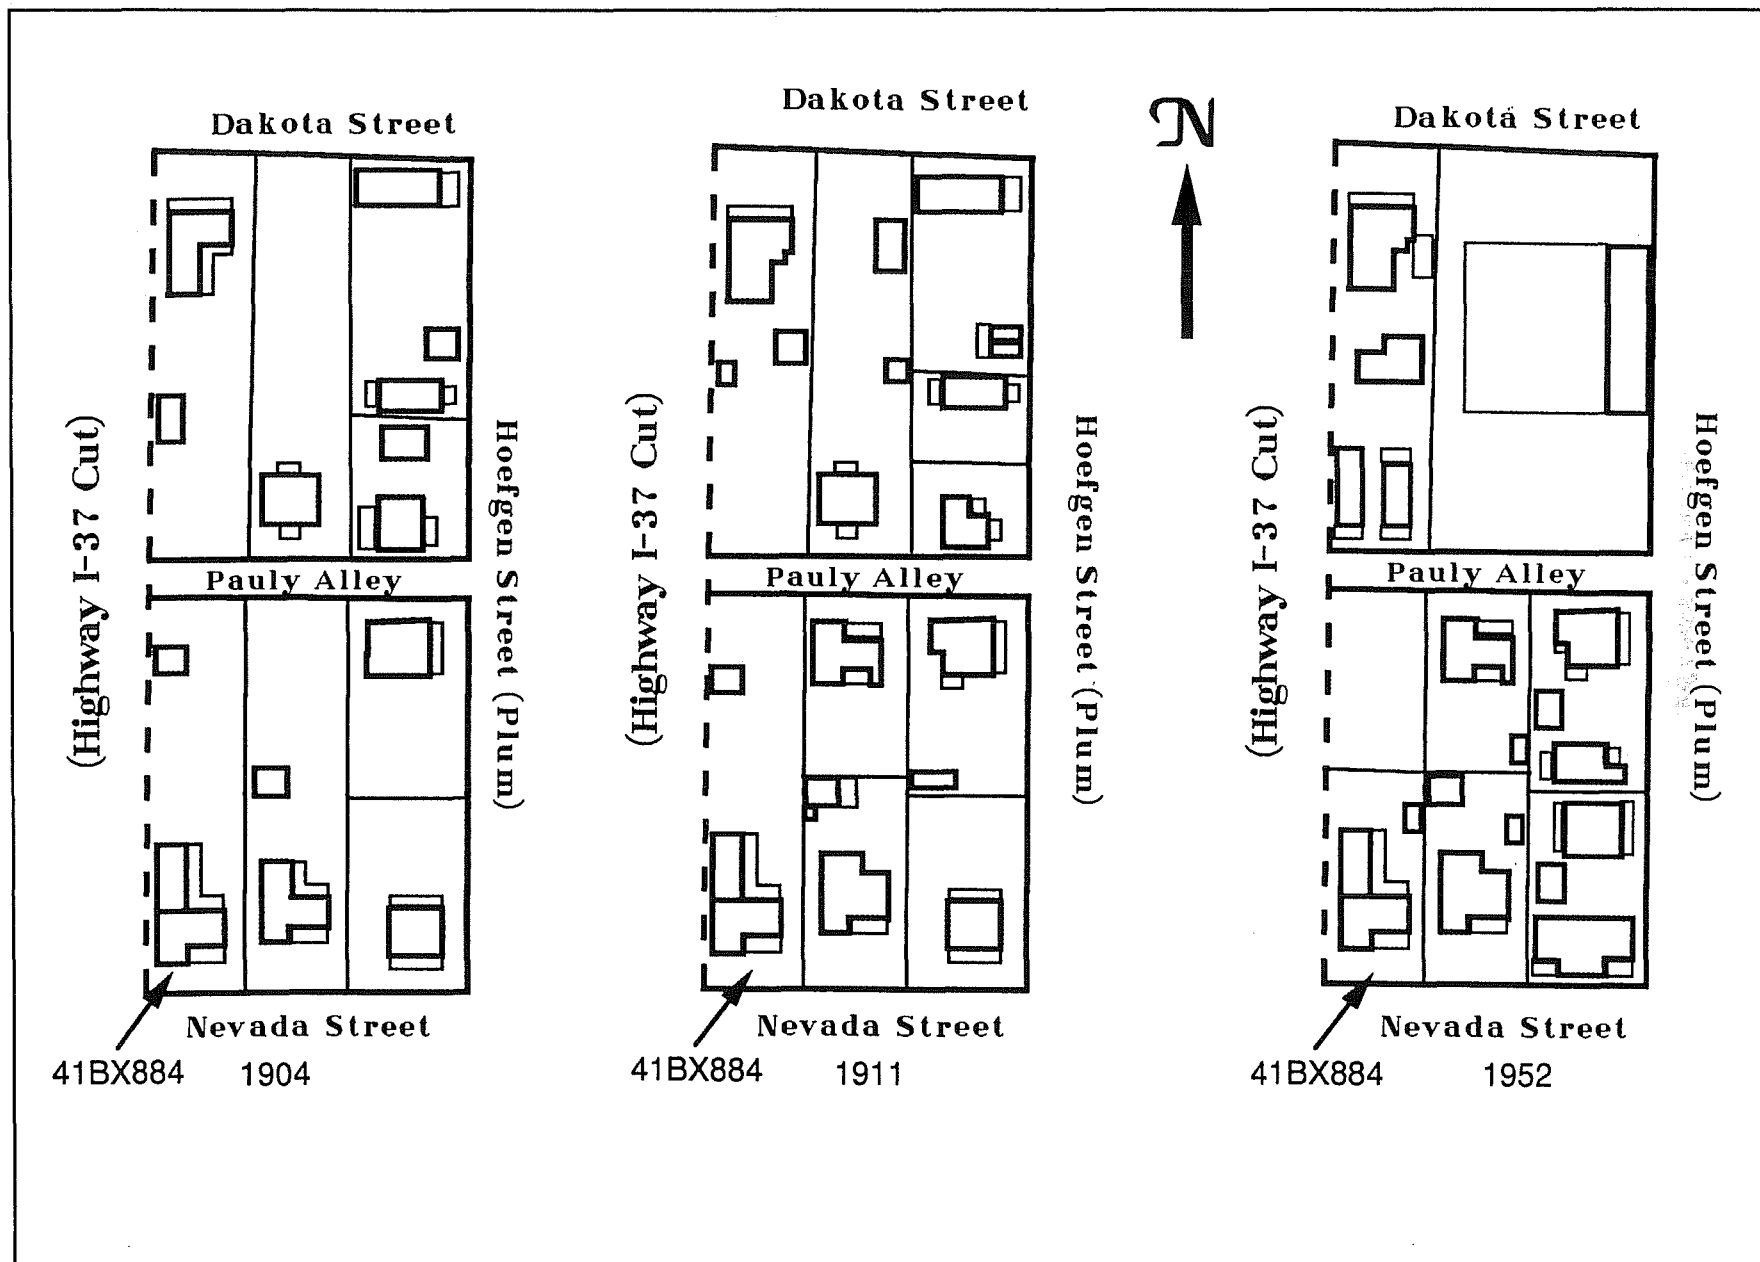 Dakota Street
(Highway I-37 Cut)
Pauly Alley
Hoefgen Street (Plum)
Nevada Street
41BX884
1904
Dakota Street
(Highway I-37 Cut)
Pauly Alley
Hoefgen Street (Plum)
Nevada Street
41BX884
1911
N
Dakota Street
(Highway I-37 Cut)
Pauly Alley
Hoefgen Street (Plum)
Nevada Street
41BX884
1952